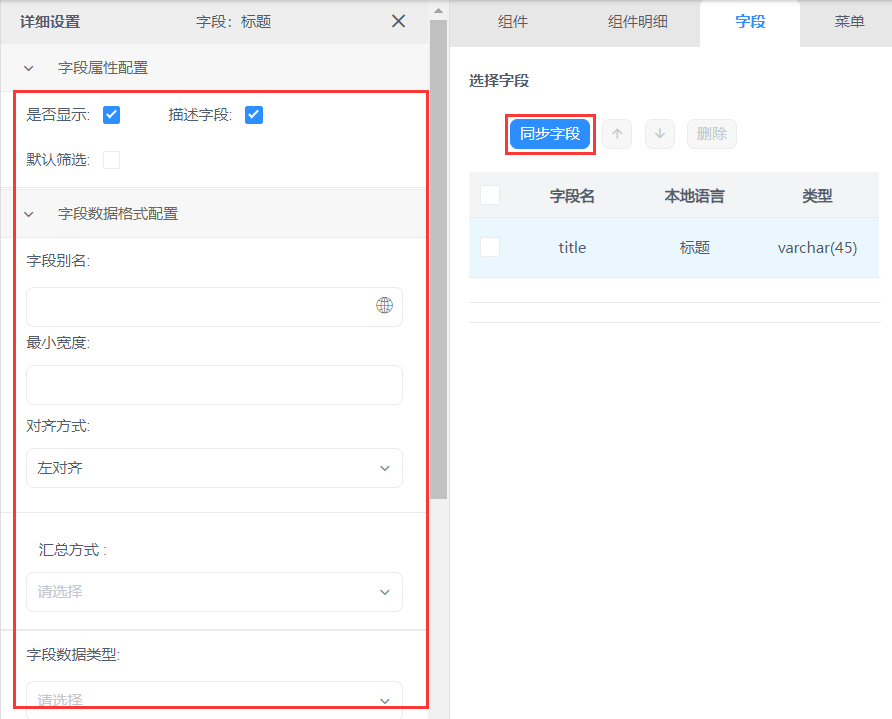 详细设置
字段：标题
字段属性配置
是否显示:
描述字段:
默认筛选:
字段数据格式配置
字段别名:
最小宽度:
对齐方式:
左对齐
汇总方式 :
请选择
字段数据类型:
请选择
组件 组件明细 字段 菜单
选择字段
同步字段 删除
字段名 本地语言 类型
title 标题 varchar(45)